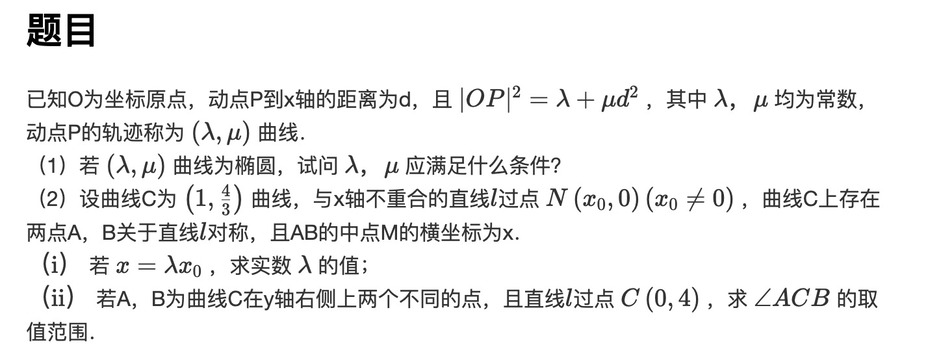 题目
已知O为坐标原点，动点P到x轴的距离为d，且 |OP|² = λ + μd²，其中 λ，μ 均为常数，
动点P的轨迹称为 (λ, μ) 曲线.
（1）若 (λ, μ) 曲线为椭圆，试问 λ，μ 应满足什么条件？
（2）设曲线C为 (1, 4/3) 曲线，与x轴不重合的直线l过点 N (x₀, 0) (x₀ ≠ 0)，曲线C上存在
两点A，B关于直线l对称，且AB的中点M的横坐标为x.
（i） 若 x = λx₀，求实数 λ 的值；
（ii） 若A，B为曲线C在y轴右侧上两个不同的点，且直线l过点 C (0, 4)，求 ∠ACB 的取
值范围.